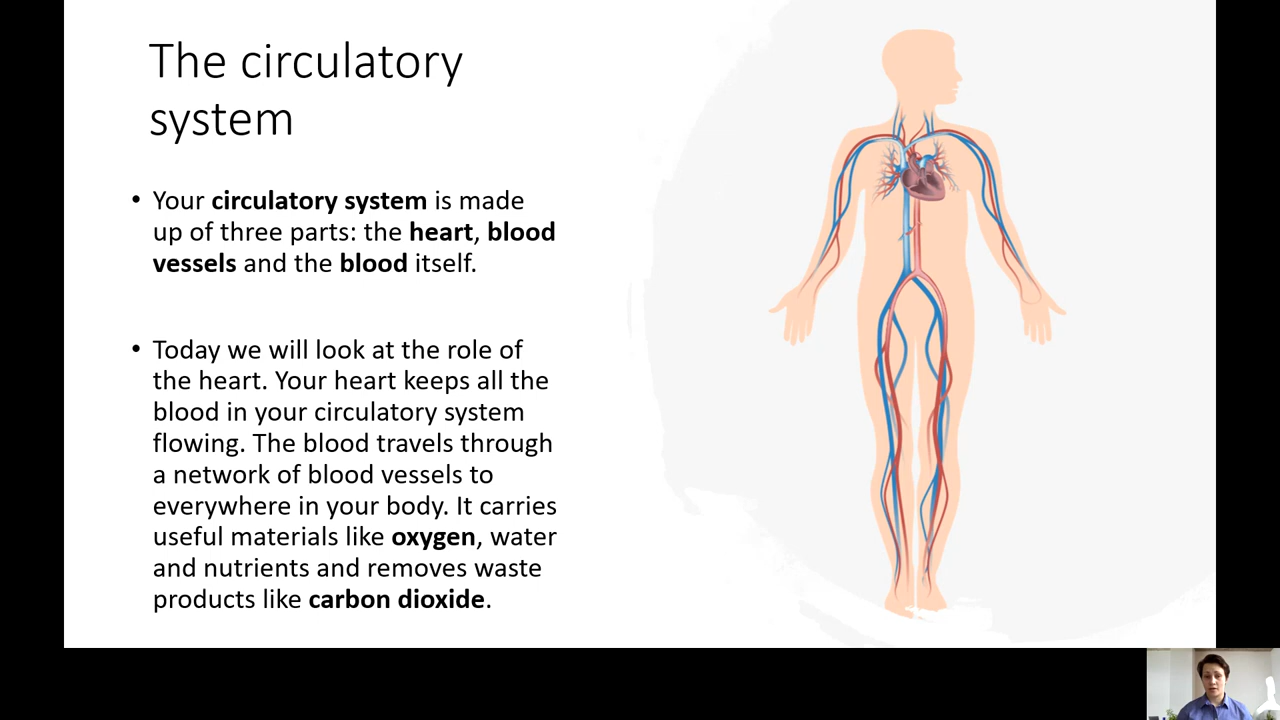 The circulatory
system
• Your circulatory system is made
up of three parts: the heart, blood
vessels and the blood itself.
• Today we will look at the role of
the heart. Your heart keeps all the
blood in your circulatory system
flowing. The blood travels through
a network of blood vessels to
everywhere in your body. It carries
useful materials like oxygen, water
and nutrients and removes waste
products like carbon dioxide.